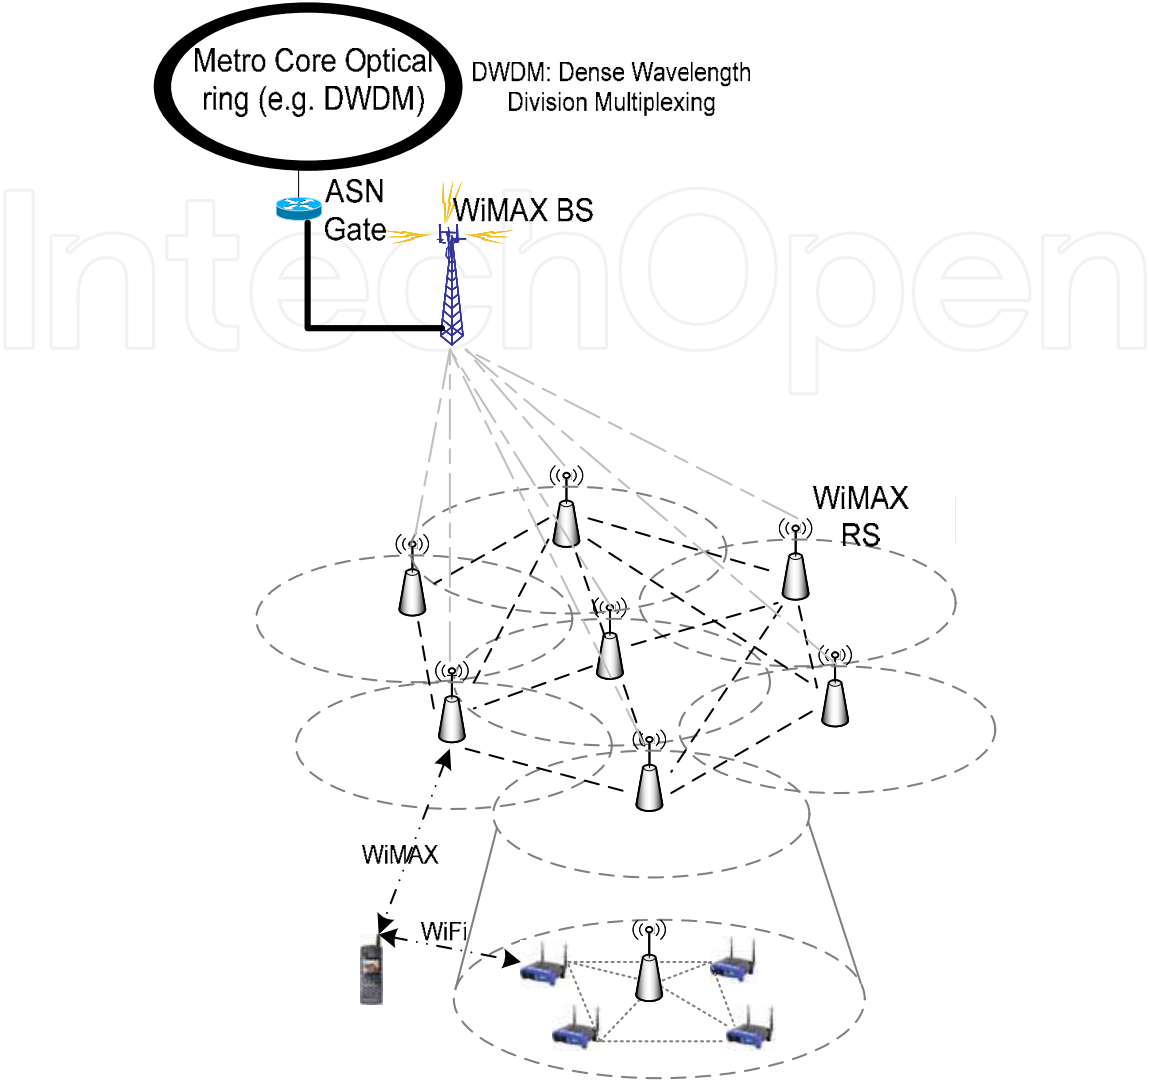 Metro Core Optical
ring (e.g. DWDM)
DWDM: Dense Wavelength
Division Multiplexing
ASN
Gate
WiMAX BS
IntechOpen
WiMAX
RS
WiMAX
WiFi